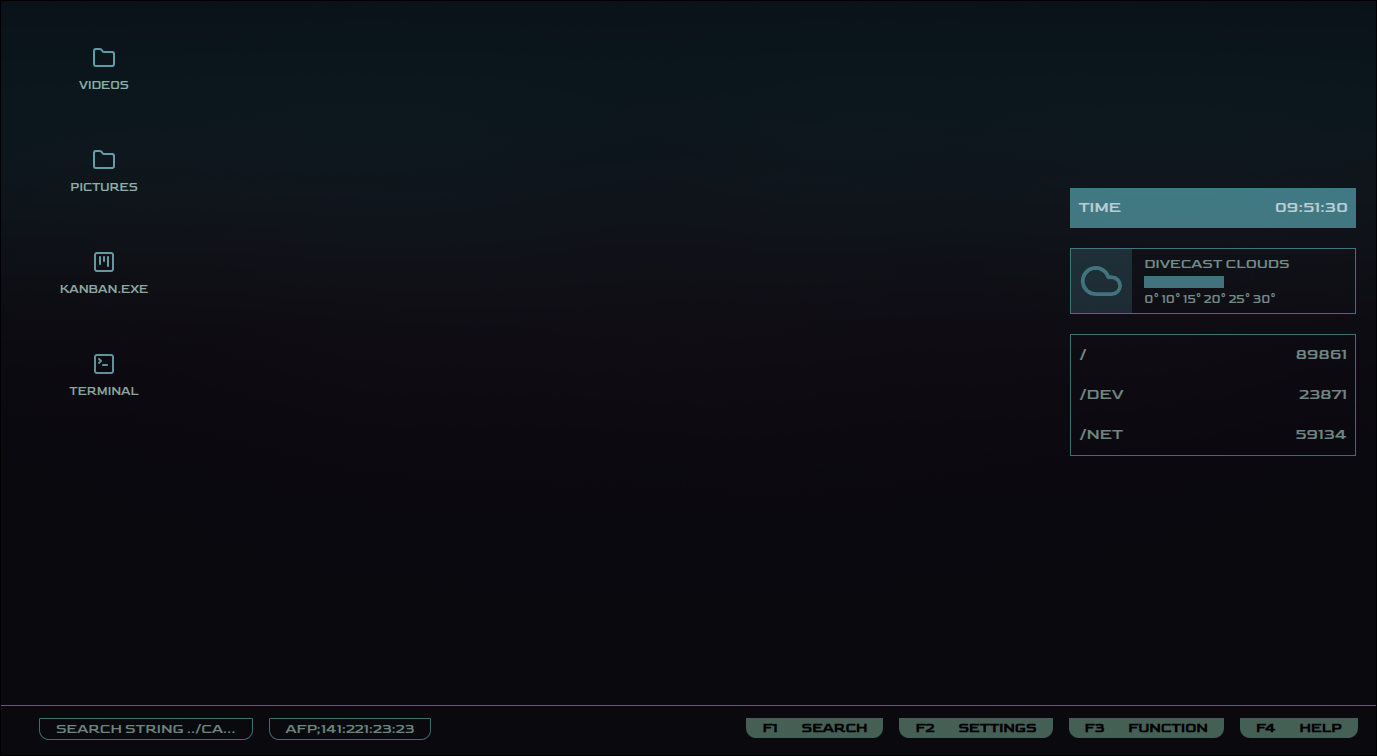 VIDEOS
PICTURES
KANBAN.EXE
TERMINAL
TIME 09:51:30
DIVECAST CLOUDS
0° 10° 15° 20° 25° 30°
/ 89861
/DEV 23871
/NET 59134
SEARCH STRING ../CA... AFP;141:221:23:23 F1 SEARCH F2 SETTINGS F3 FUNCTION F4 HELP